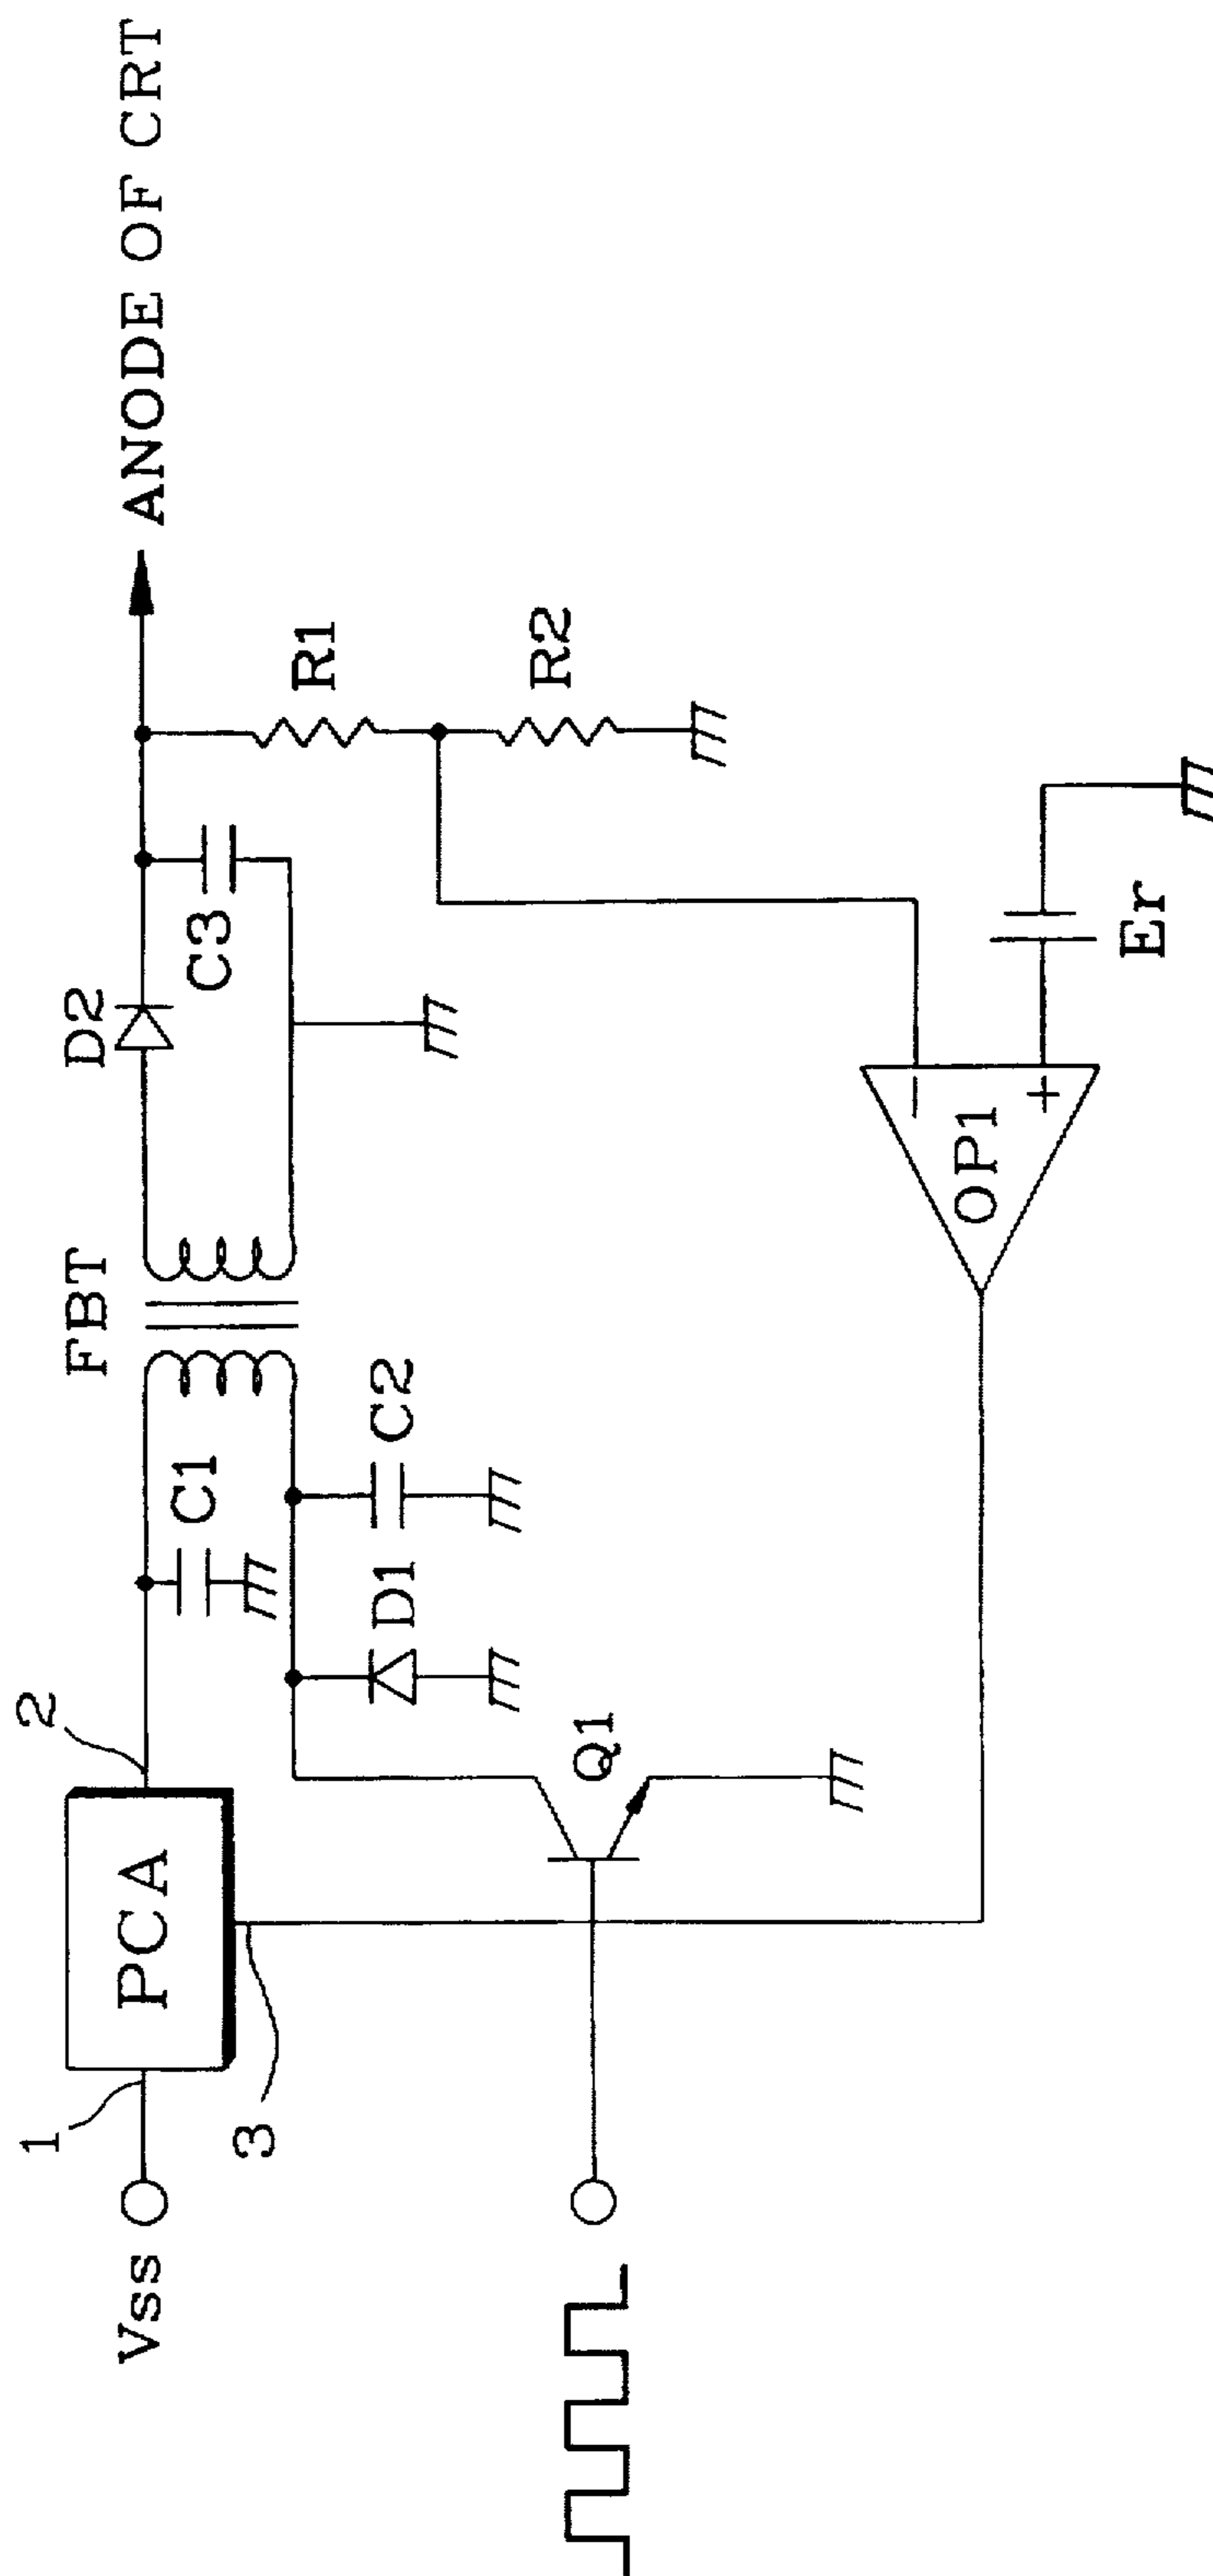 Vss
1
PCA
2
3
C1
FBT
D2
C3
ANODE OF CRT
D1
C2
R1
R2
Q1
OP1
−
+
Er